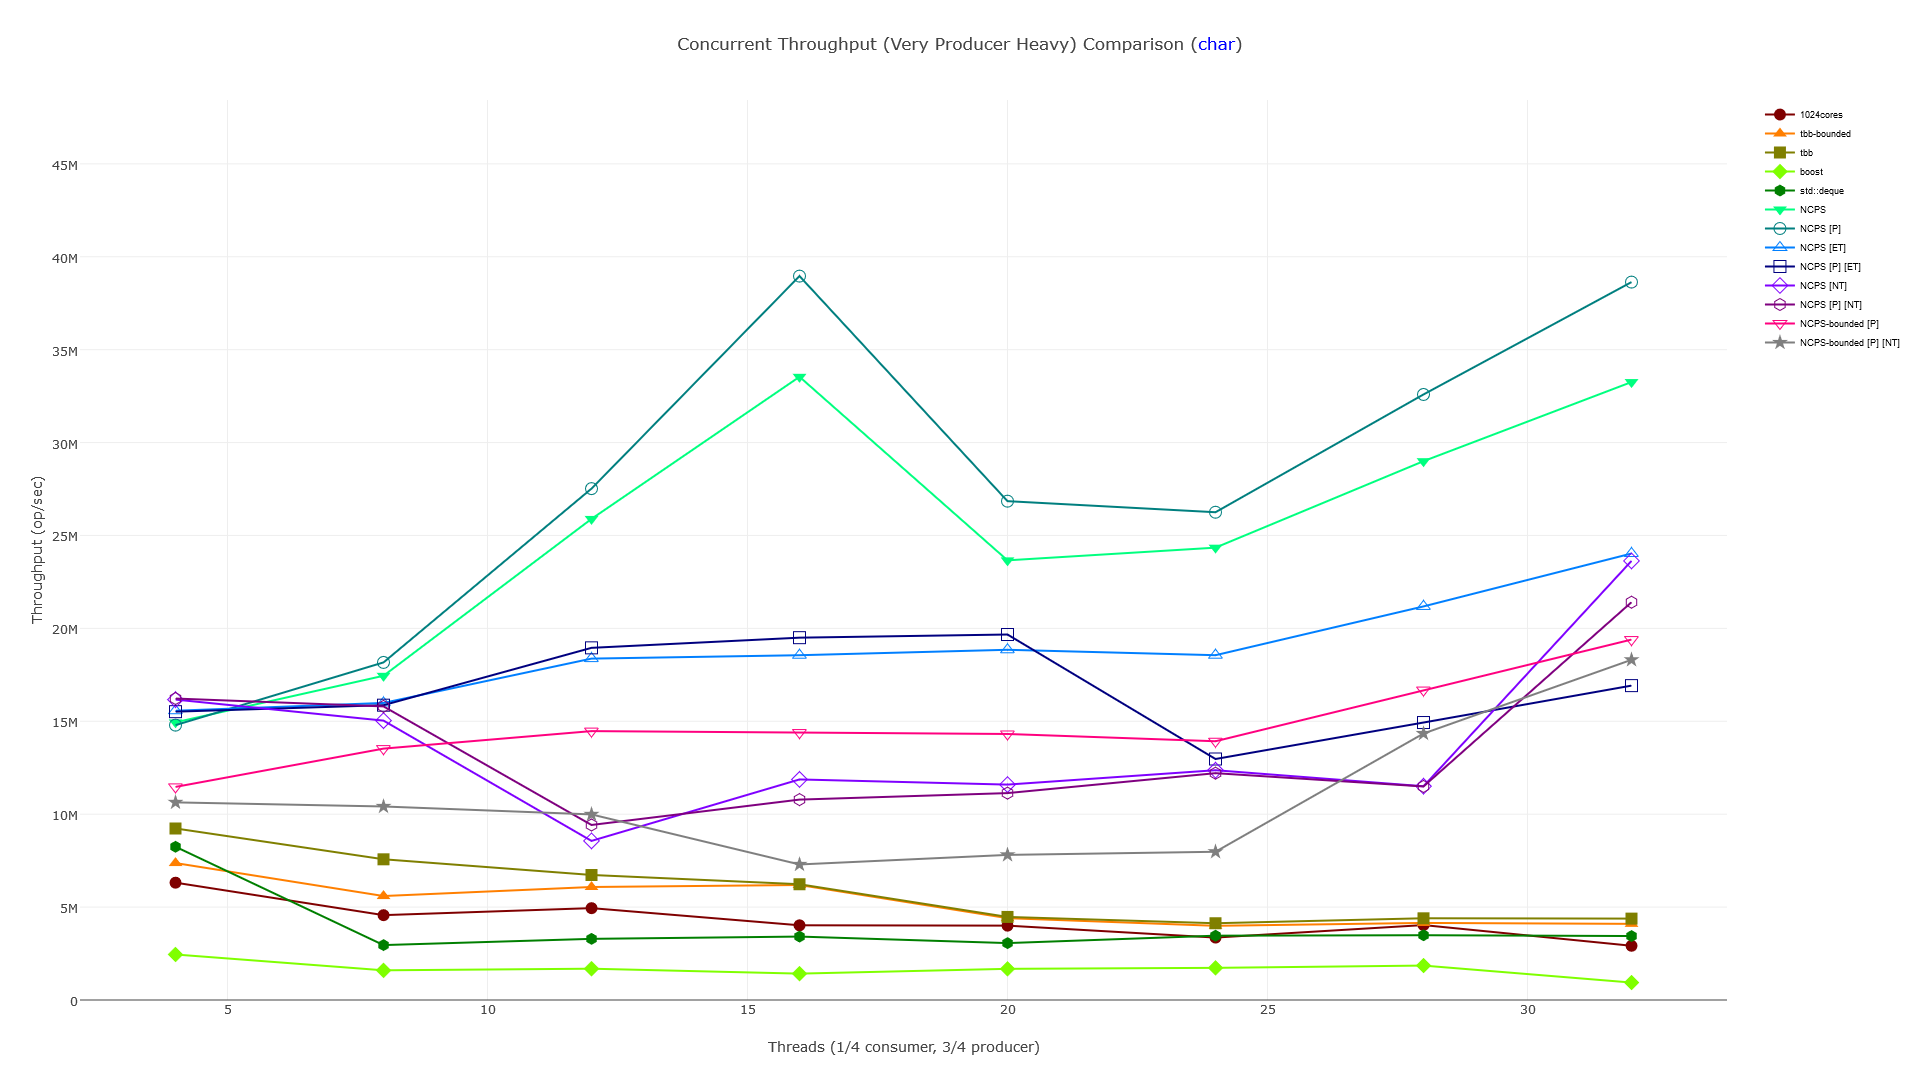 Concurrent Throughput (Very Producer Heavy) Comparison (char)
1024cores
tbb-bounded
tbb
boost
std::deque
NCPS
NCPS [P]
NCPS [ET]
NCPS [P] [ET]
NCPS [NT]
NCPS [P] [NT]
NCPS-bounded [P]
NCPS-bounded [P] [NT]
Throughput (op/sec)
45M
40M
35M
30M
25M
20M
15M
10M
5M
0
5 10 15 20 25 30
Threads (1/4 consumer, 3/4 producer)